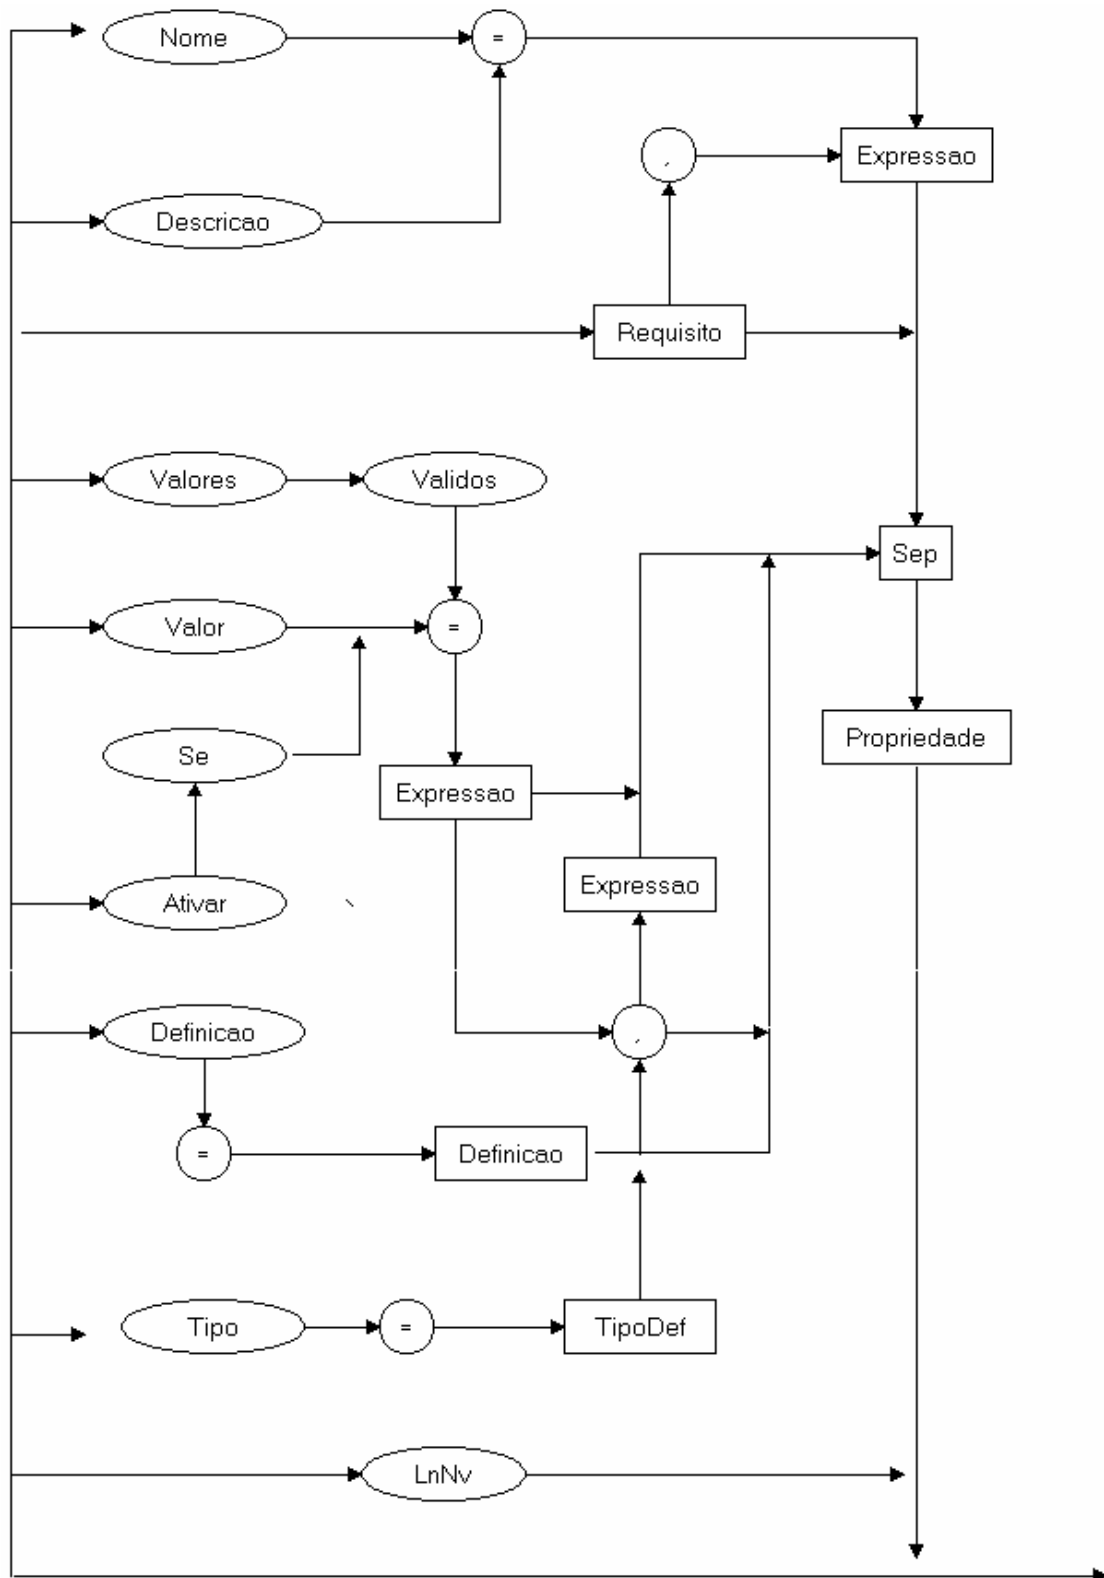 Nome =
, Expressao
Descricao
Requisito
Valores Validos
Sep
Valor =
Propriedade
Se
Expressao
Expressao
Ativar
Definicao ,
= Definicao
Tipo = TipoDef
LnNv